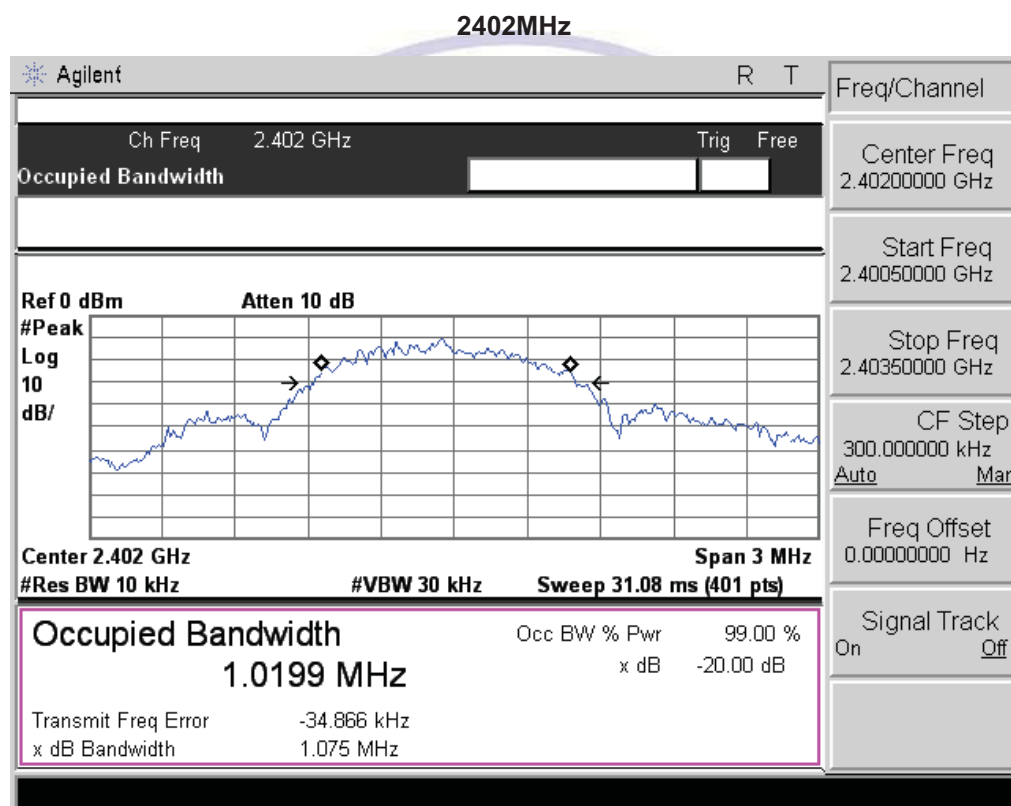 2402MHz
Agilent R T
Ch Freq 2.402 GHz Trig Free
Occupied Bandwidth
Ref 0 dBm Atten 10 dB
#Peak
Log
10
dB/
Center 2.402 GHz Span 3 MHz
#Res BW 10 kHz #VBW 30 kHz Sweep 31.08 ms (401 pts)
Occupied Bandwidth Occ BW % Pwr 99.00 %
1.0199 MHz x dB -20.00 dB
Transmit Freq Error -34.866 kHz
x dB Bandwidth 1.075 MHz
Freq/Channel
Center Freq
2.40200000 GHz
Start Freq
2.40050000 GHz
Stop Freq
2.40350000 GHz
CF Step
300.000000 kHz
Auto Mar
Freq Offset
0.00000000 Hz
Signal Track
On Off